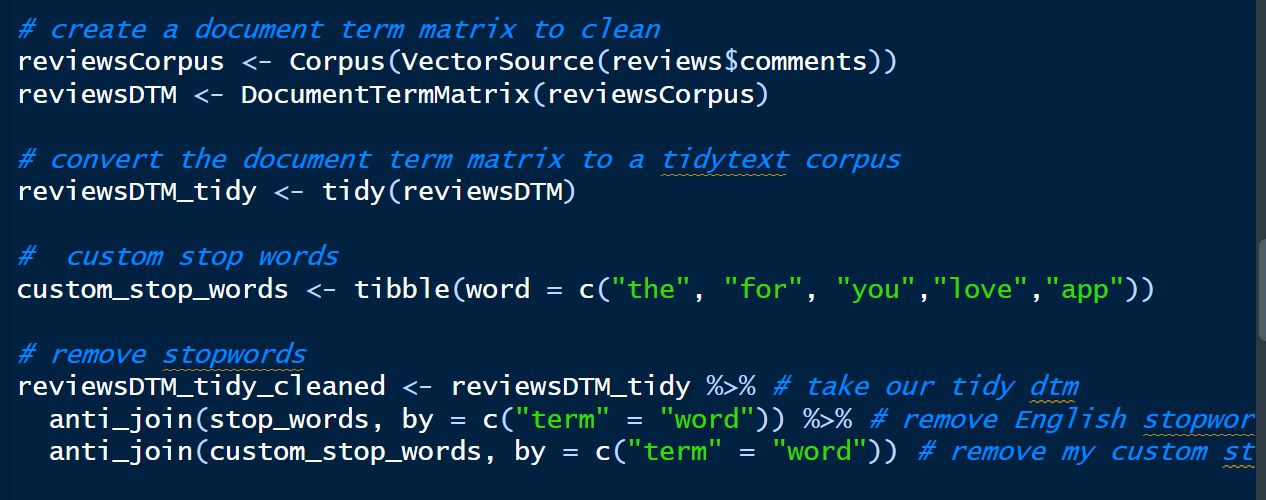 # create a document term matrix to clean
reviewsCorpus <- Corpus(VectorSource(reviews$comments))
reviewsDTM <- DocumentTermMatrix(reviewsCorpus)
# convert the document term matrix to a tidytext corpus
reviewsDTM_tidy <- tidy(reviewsDTM)
#  custom stop words
custom_stop_words <- tibble(word = c("the", "for", "you","love","app"))
# remove stopwords
reviewsDTM_tidy_cleaned <- reviewsDTM_tidy %>% # take our tidy dtm
  anti_join(stop_words, by = c("term" = "word")) %>% # remove English stopwor
  anti_join(custom_stop_words, by = c("term" = "word")) # remove my custom st